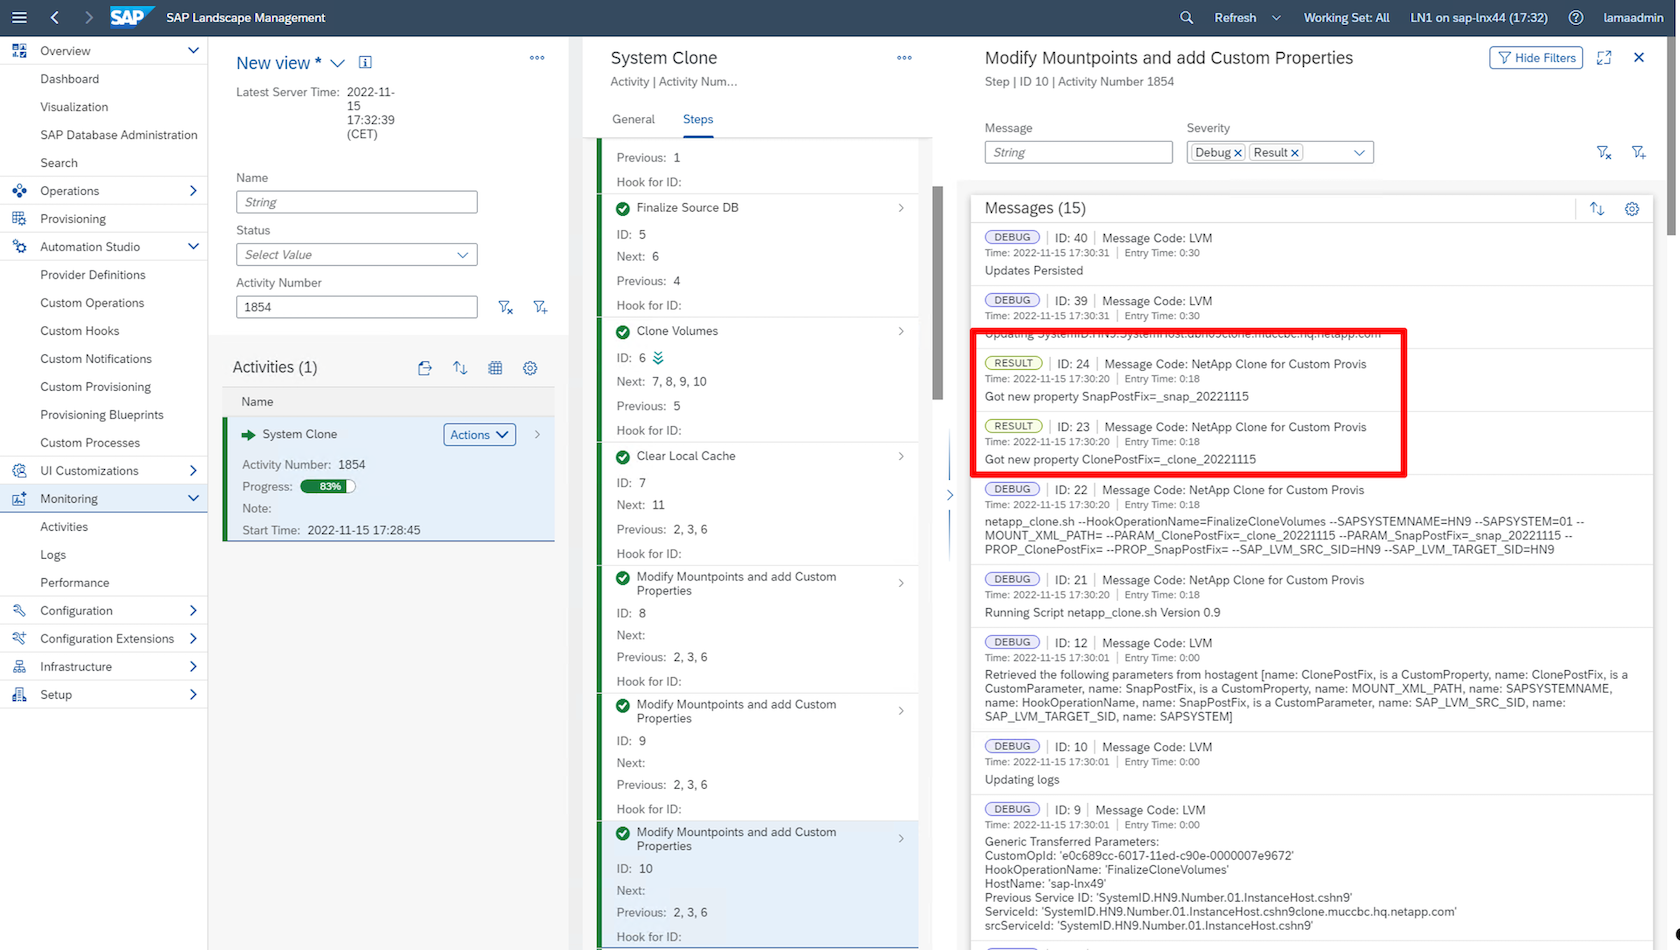 SAP
SAP Landscape Management
Refresh
Working Set: All
LN1 on sap-lnx44 (17:32)
lamaadmin
Overview
Dashboard
Visualization
SAP Database Administration
Search
Operations
Provisioning
Automation Studio
Provider Definitions
Custom Operations
Custom Hooks
Custom Notifications
Custom Provisioning
Provisioning Blueprints
Custom Processes
UI Customizations
Monitoring
Activities
Logs
Performance
Configuration
Configuration Extensions
Infrastructure
Setup
New view *
Latest Server Time: 2022-11-
15
17:32:39
(CET)
Name
String
Status
Select Value
Activity Number
1854
Activities (1)
Name
System Clone
Actions
Activity Number: 1854
Progress: 83%
Note:
Start Time: 2022-11-15 17:28:45
System Clone
Activity | Activity Num...
General
Steps
Previous: 1
Hook for ID:
Finalize Source DB
ID: 5
Next: 6
Previous: 4
Hook for ID:
Clone Volumes
ID: 6
Next: 7, 8, 9, 10
Previous: 5
Hook for ID:
Clear Local Cache
ID: 7
Next: 11
Previous: 2, 3, 6
Hook for ID:
Modify Mountpoints and add Custom
Properties
ID: 8
Next:
Previous: 2, 3, 6
Hook for ID:
Modify Mountpoints and add Custom
Properties
ID: 9
Next:
Previous: 2, 3, 6
Hook for ID:
Modify Mountpoints and add Custom
Properties
ID: 10
Next:
Previous: 2, 3, 6
Hook for ID:
Modify Mountpoints and add Custom Properties
Step | ID 10 | Activity Number 1854
Hide Filters
Message
String
Severity
Debug
Result
Messages (15)
DEBUG | ID: 40 | Message Code: LVM
Time: 2022-11-15 17:30:31 | Entry Time: 0:30
Updates Persisted
DEBUG | ID: 39 | Message Code: LVM
Time: 2022-11-15 17:30:31 | Entry Time: 0:30
Updating SystemID.HN9.SystemHost.dbhn9clone.muccbc.hq.netapp.com
RESULT | ID: 24 | Message Code: NetApp Clone for Custom Provis
Time: 2022-11-15 17:30:20 | Entry Time: 0:18
Got new property SnapPostFix=_snap_20221115
RESULT | ID: 23 | Message Code: NetApp Clone for Custom Provis
Time: 2022-11-15 17:30:20 | Entry Time: 0:18
Got new property ClonePostFix=_clone_20221115
DEBUG | ID: 22 | Message Code: NetApp Clone for Custom Provis
Time: 2022-11-15 17:30:20 | Entry Time: 0:18
netapp_clone.sh --HookOperationName=FinalizeCloneVolumes --SAPSYSTEMNAME=HN9 --SAPSYSTEM=01 --
MOUNT_XML_PATH= --PARAM_ClonePostFix=_clone_20221115 --PARAM_SnapPostFix=_snap_20221115 --
PROP_ClonePostFix= --PROP_SnapPostFix= --SAP_LVM_SRC_SID=HN9 --SAP_LVM_TARGET_SID=HN9
DEBUG | ID: 21 | Message Code: NetApp Clone for Custom Provis
Time: 2022-11-15 17:30:20 | Entry Time: 0:18
Running Script netapp_clone.sh Version 0.9
DEBUG | ID: 12 | Message Code: LVM
Time: 2022-11-15 17:30:01 | Entry Time: 0:00
Retrieved the following parameters from hostagent [name: ClonePostFix, is a CustomProperty, name: ClonePostFix, is a
CustomParameter, name: SnapPostFix, is a CustomProperty, name: MOUNT_XML_PATH, name: SAPSYSTEMNAME,
name: HookOperationName, name: SnapPostFix, is a CustomParameter, name: SAP_LVM_SRC_SID, name:
SAP_LVM_TARGET_SID, name: SAPSYSTEM]
DEBUG | ID: 10 | Message Code: LVM
Time: 2022-11-15 17:30:01 | Entry Time: 0:00
Updating logs
DEBUG | ID: 9 | Message Code: LVM
Time: 2022-11-15 17:30:01 | Entry Time: 0:00
Generic Transferred Parameters:
CustomOpId: 'e0c689cc-6017-11ed-c90e-0000007e9672'
HookOperationName: 'FinalizeCloneVolumes'
HostName: 'sap-lnx49'
Previous Service ID: 'SystemID.HN9.Number.01.InstanceHost.cshn9'
ServiceId: 'SystemID.HN9.Number.01.InstanceHost.cshn9clone.muccbc.hq.netapp.com'
srcServiceId: 'SystemID.HN9.Number.01.InstanceHost.cshn9'